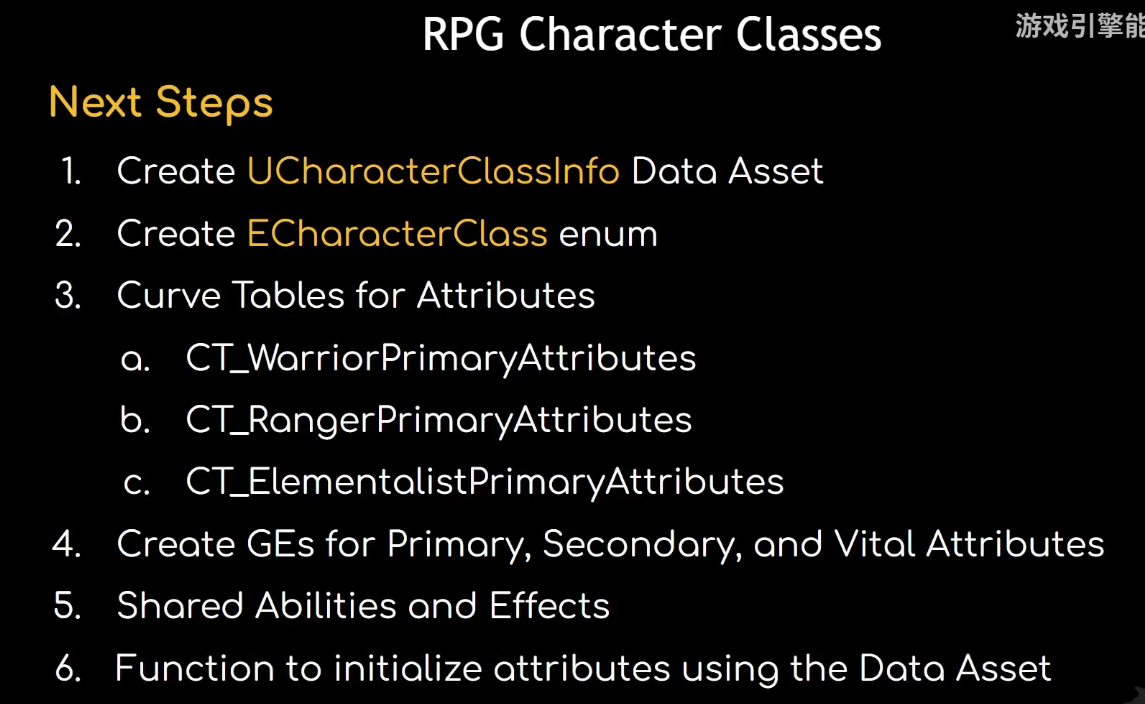 RPG Character Classes
游戏引擎能
Next Steps
1. Create UCharacterClassInfo Data Asset
2. Create ECharacterClass enum
3. Curve Tables for Attributes
a. CT_WarriorPrimaryAttributes
b. CT_RangerPrimaryAttributes
c. CT_ElementalistPrimaryAttributes
4. Create GEs for Primary, Secondary, and Vital Attributes
5. Shared Abilities and Effects
6. Function to initialize attributes using the Data Asset